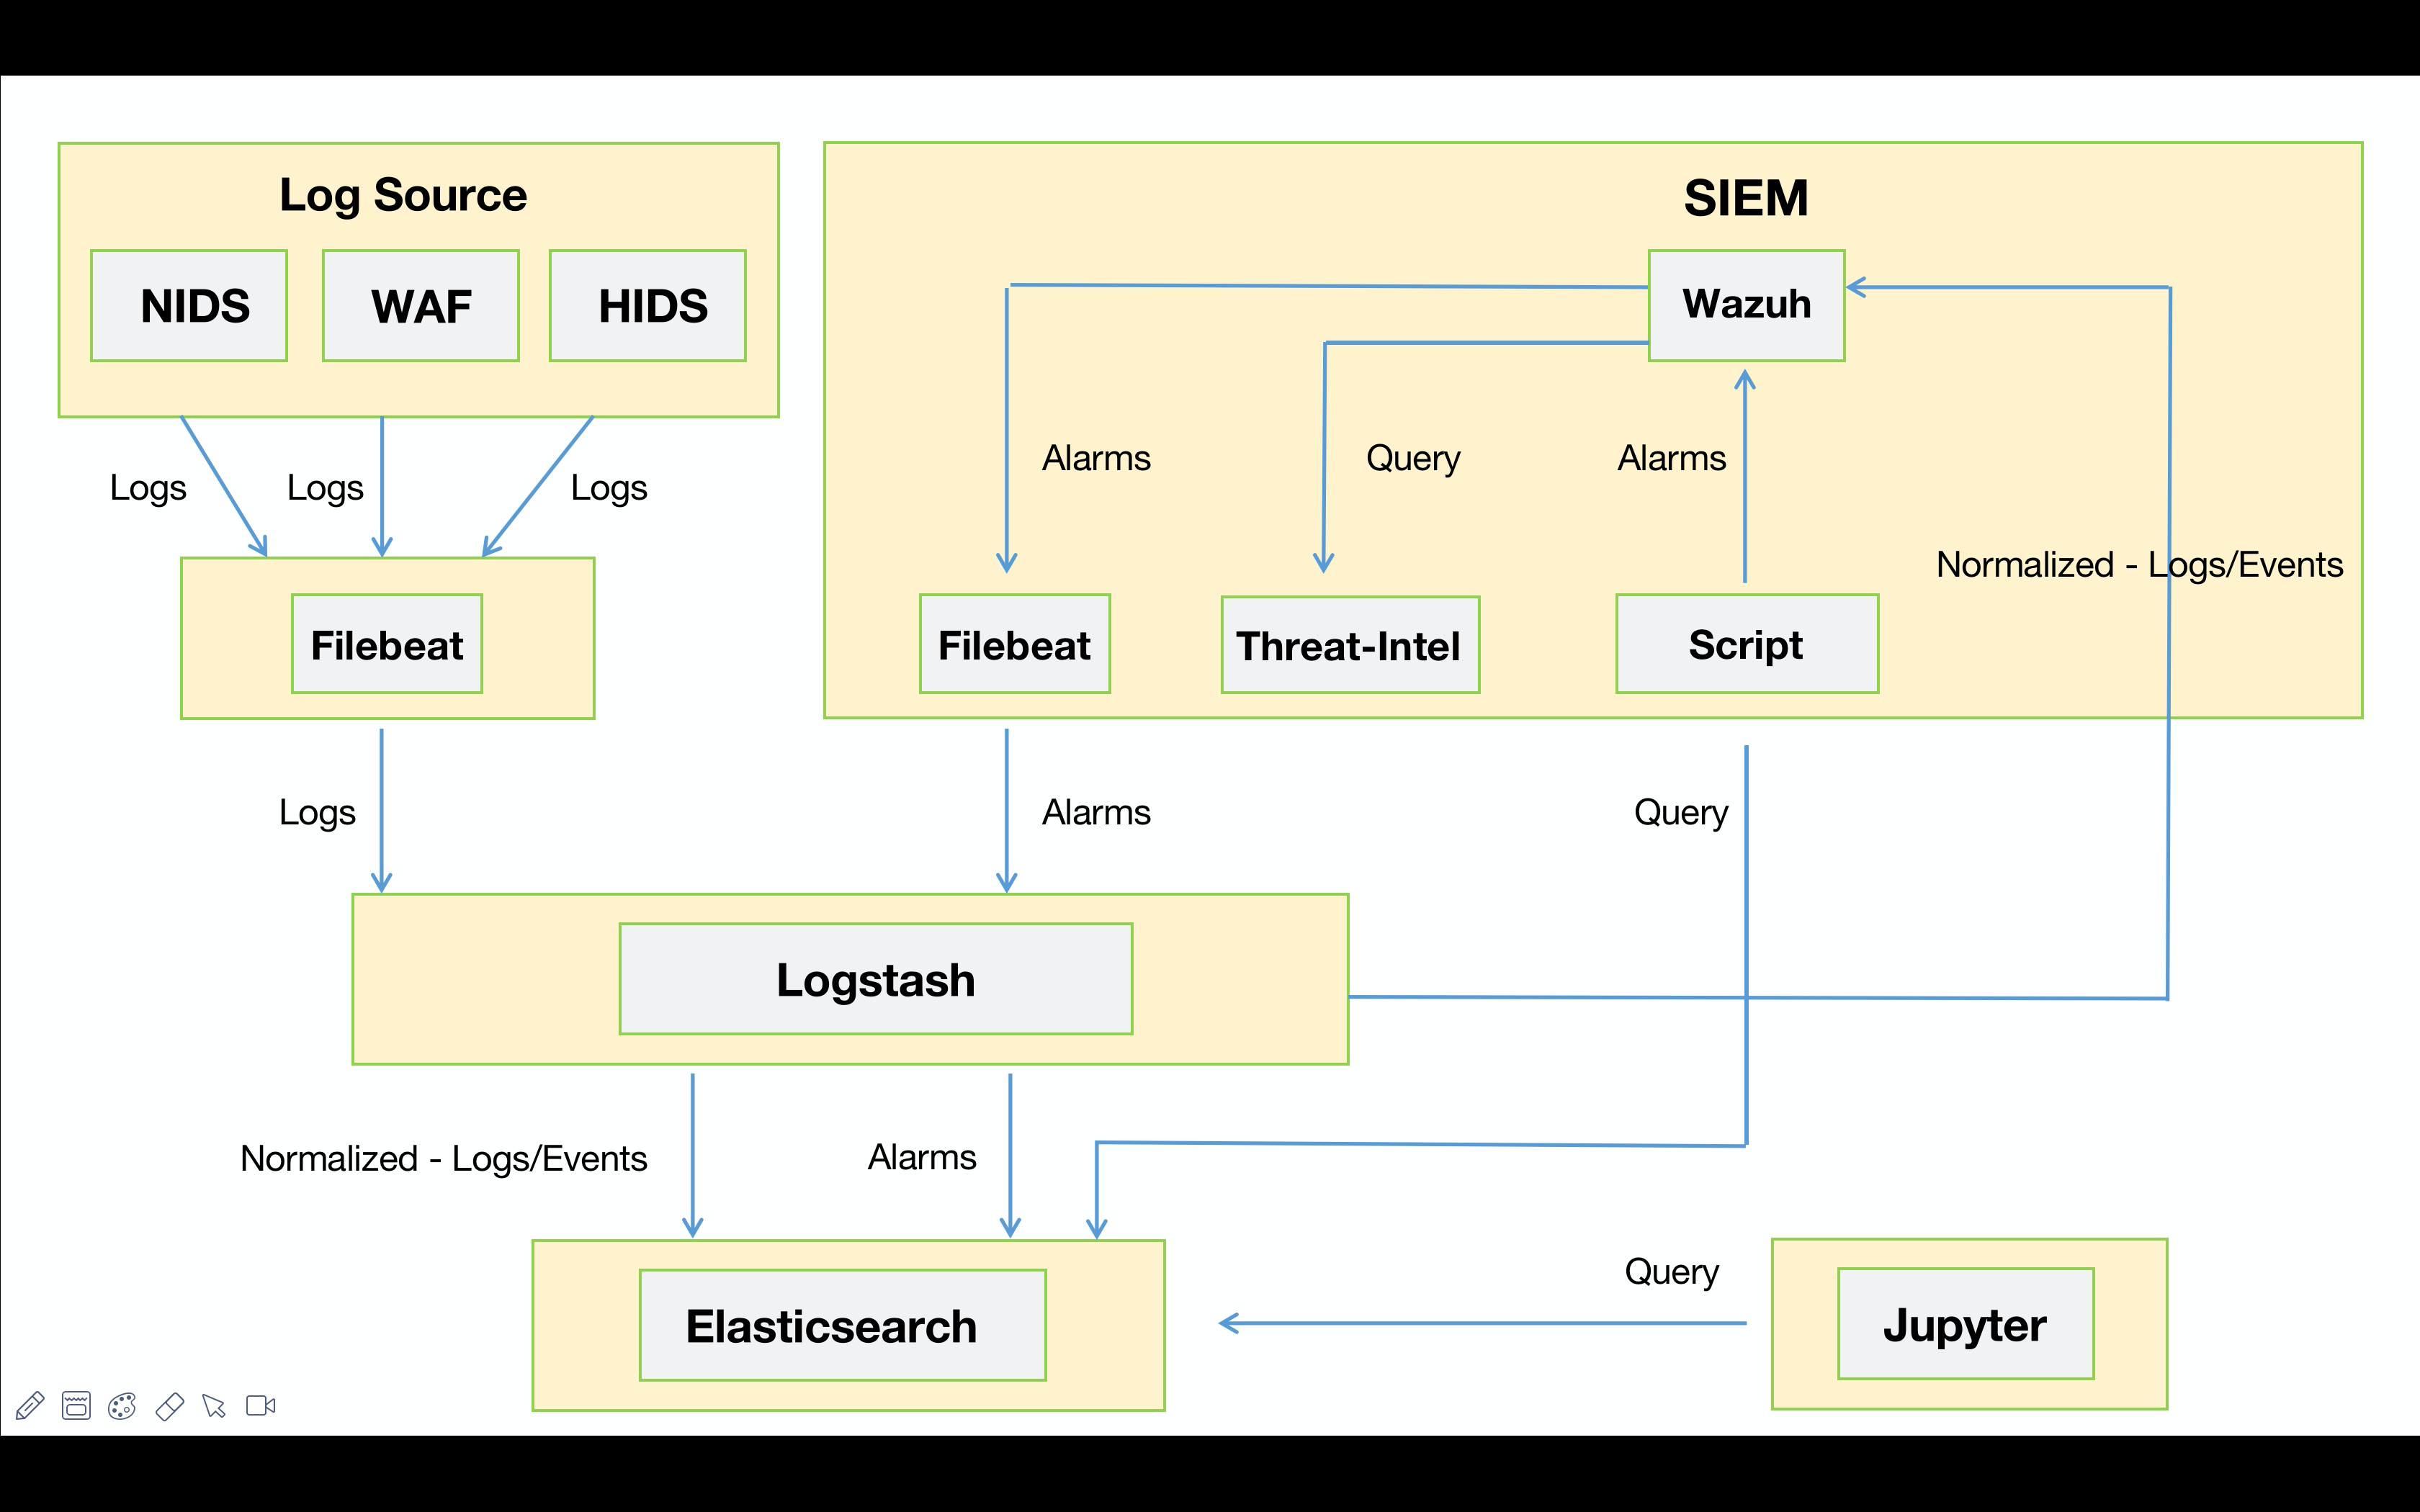 Log Source
SIEM
NIDS
WAF
HIDS
Wazuh
Logs
Logs
Logs
Alarms
Query
Alarms
Normalized - Logs/Events
Filebeat
Filebeat
Threat-Intel
Script
Logs
Alarms
Query
Logstash
Normalized - Logs/Events
Alarms
Query
Elasticsearch
Jupyter